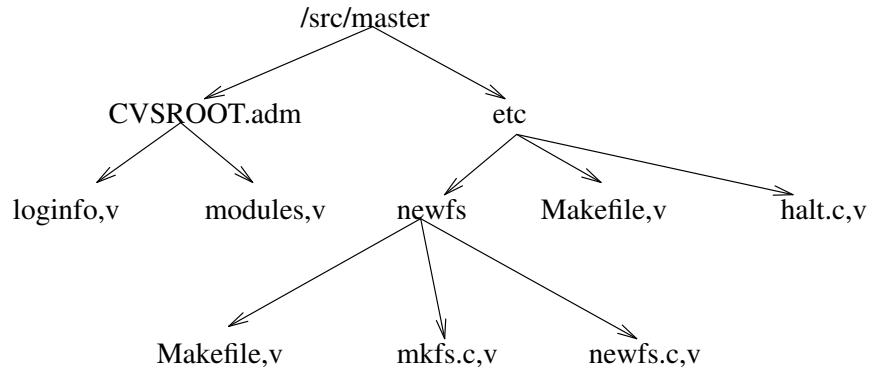 /src/master
CVSROOT.adm etc
loginfo,v modules,v newfs Makefile,v halt.c,v
Makefile,v mkfs.c,v newfs.c,v